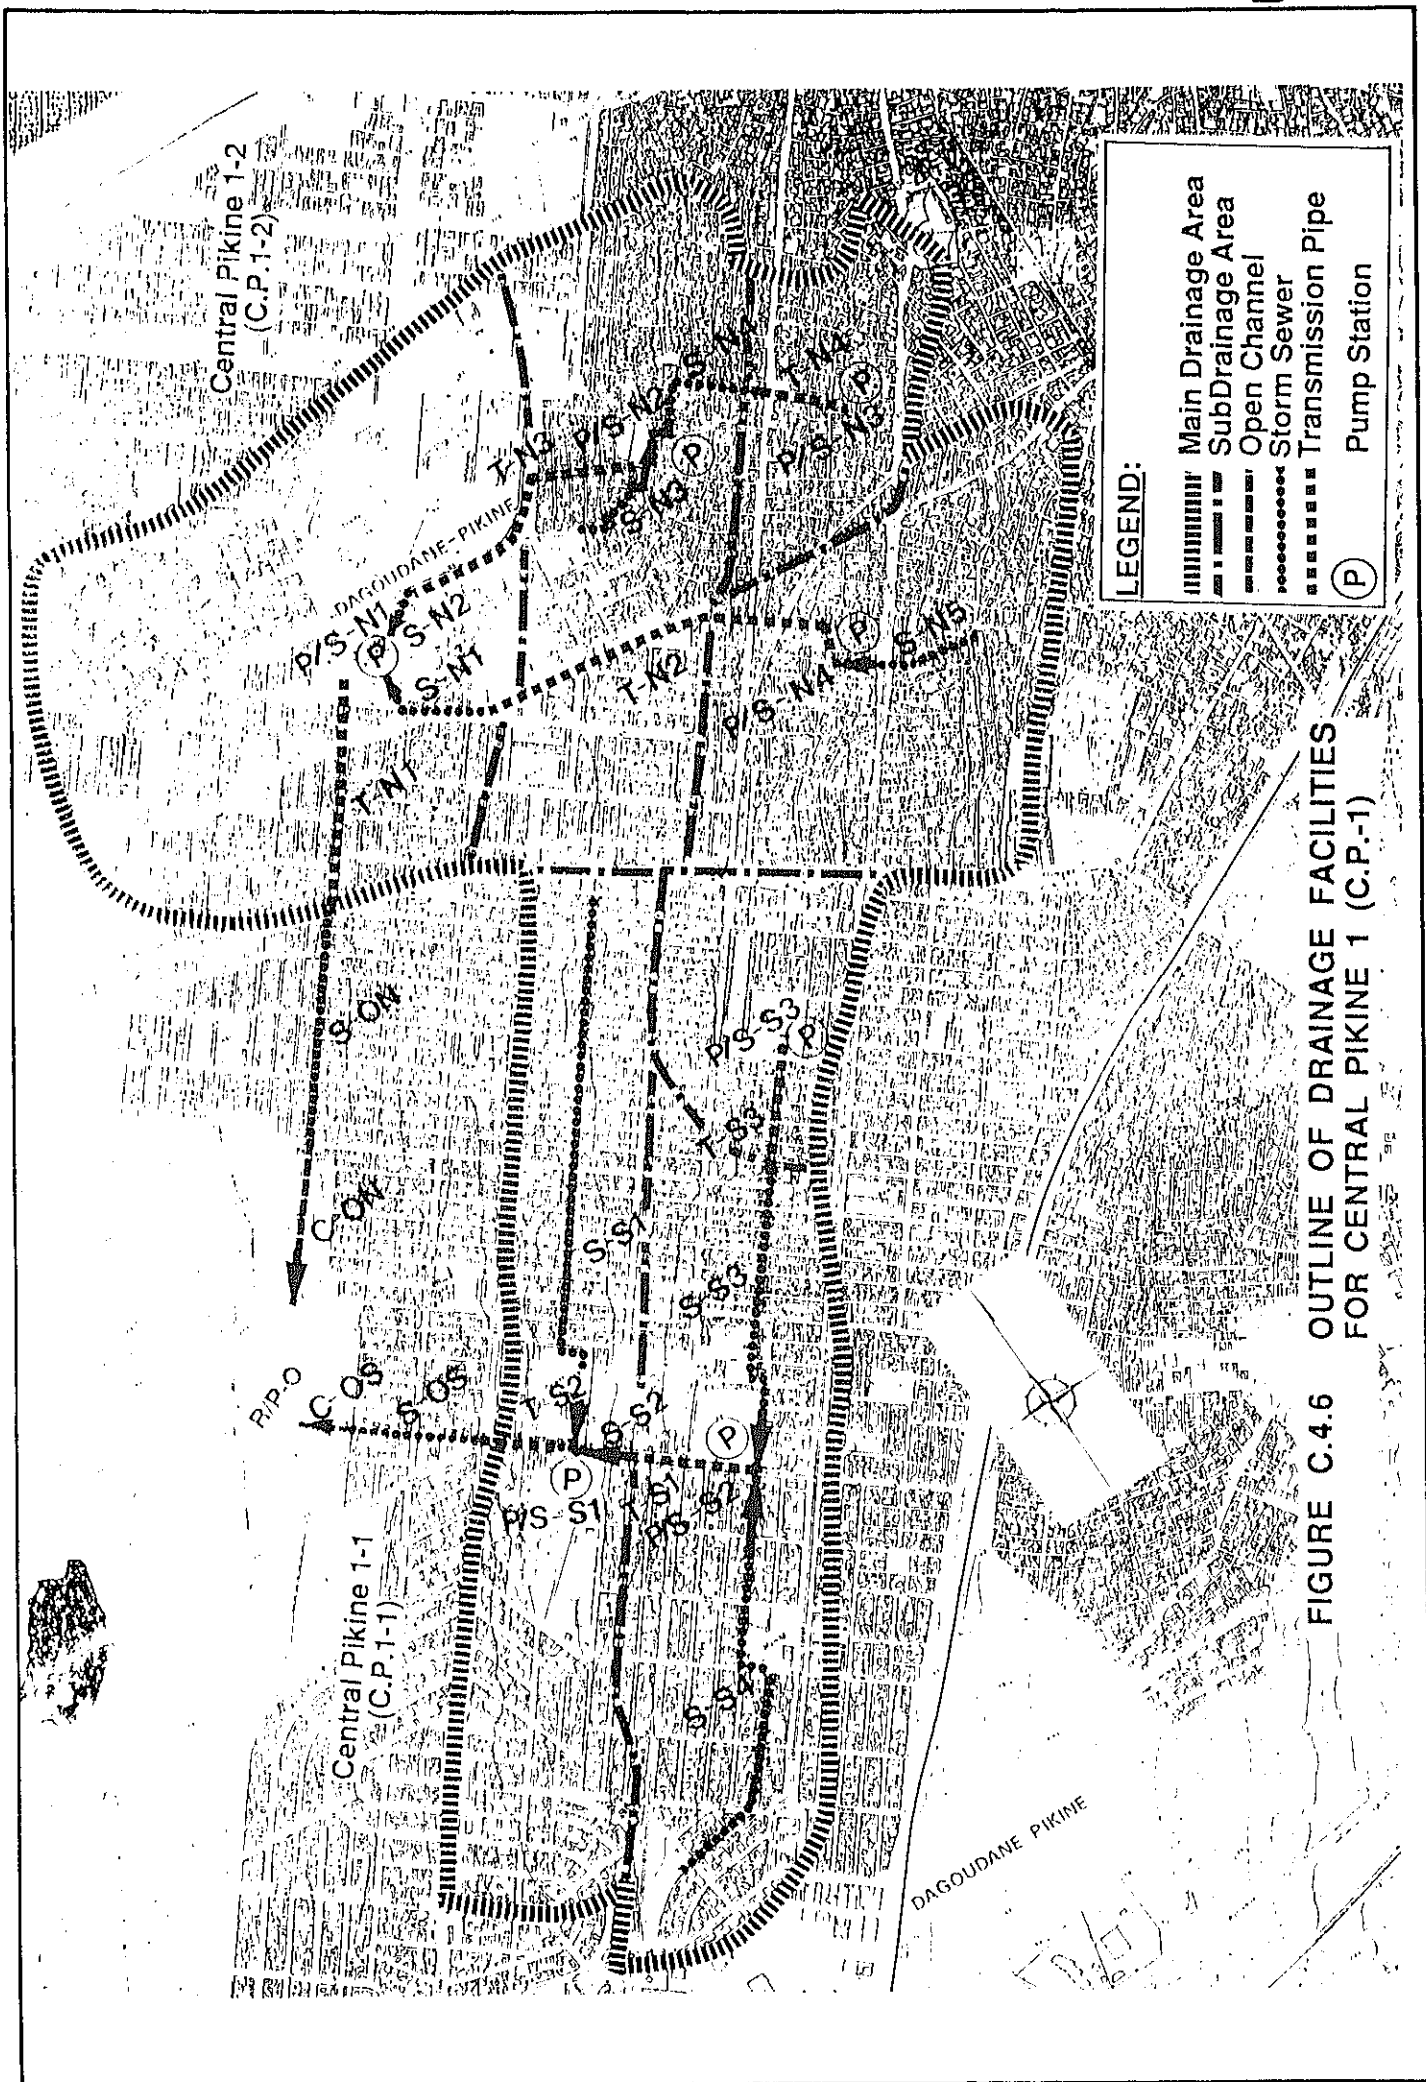 Central Pikine 1-2
(C.P.1-2)
Central Pikine 1-1
(C.P.1-1)
R/P-O
C-OS
S-OS
C-ON
S-ON
T-N1
P/S-N1
P
S-N1
S-N2
DAGOUDANE-PIKINE
T-N3
P/S-N2
S-N3
P
S-N4
T-N4
P
P/S-N3
T-N2
P/S-N4
P
S-N5
P/S-S3
P
T-S3
S-S1
S-S3
T-S2
S-S2
P
P
P/S-S1
T-S1
P/S-S2
S-S4
DAGOUDANE PIKINE
LEGEND:
Main Drainage Area
SubDrainage Area
Open Channel
Storm Sewer
Transmission Pipe
P Pump Station
FIGURE C.4.6 OUTLINE OF DRAINAGE FACILITIES
FOR CENTRAL PIKINE 1 (C.P.-1)